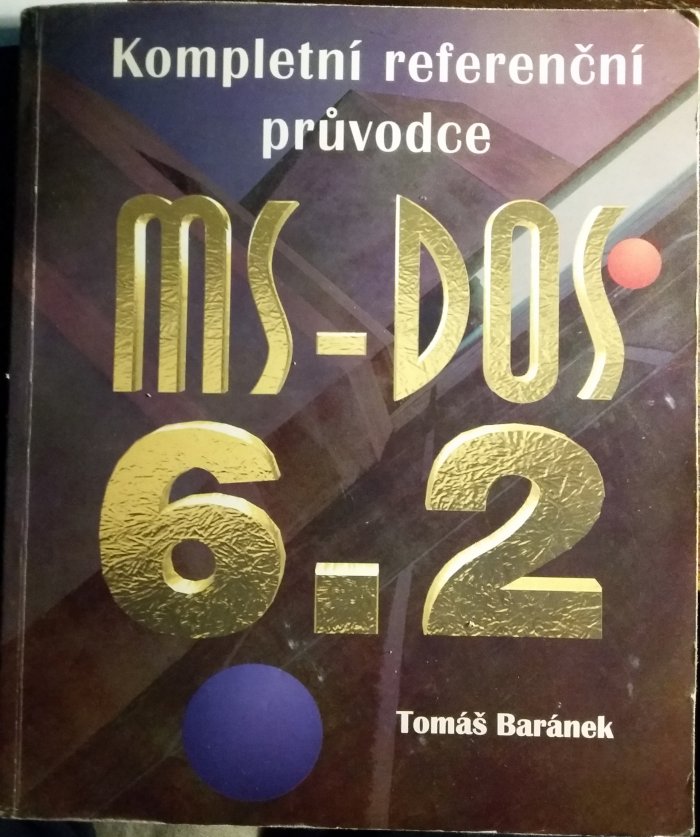 Kompletní referenční
průvodce
MS-DOS
6.2
Tomáš Baránek